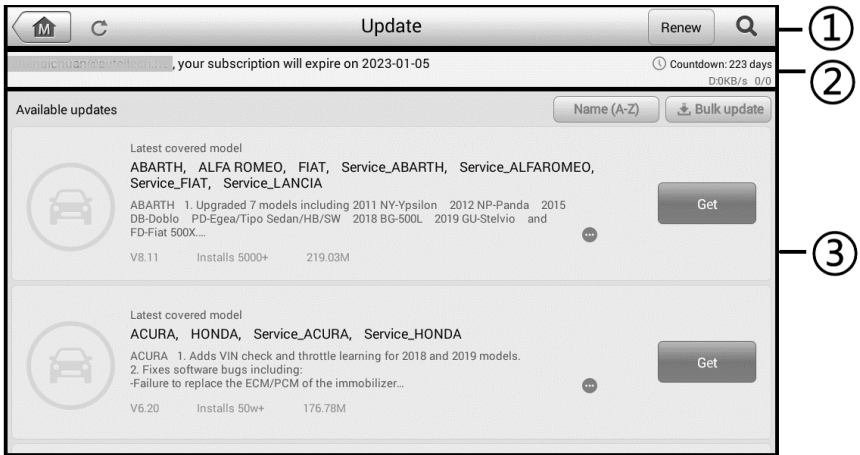 M Update Renew ①
, your subscription will expire on 2023-01-05 Countdown: 223 days ②
D:0KB/s 0/0
Available updates Name (A-Z) Bulk update
Latest covered model
ABARTH, ALFA ROMEO, FIAT, Service_ABARTH, Service_ALFAROMEO,
Service_FIAT, Service_LANCIA
ABARTH 1. Upgraded 7 models including 2011 NY-Ypsilon 2012 NP-Panda 2015
DB-Doblo PD-Egea/Tipo Sedan/HB/SW 2018 BG-500L 2019 GU-Stelvio and
FD-Fiat 500X....
Get
③
V8.11 Installs 5000+ 219.03M
Latest covered model
ACURA, HONDA, Service_ACURA, Service_HONDA
ACURA 1. Adds VIN check and throttle learning for 2018 and 2019 models.
2. Fixes software bugs including:
-Failure to replace the ECM/PCM of the immobilizer...
Get
V6.20 Installs 50w+ 176.78M